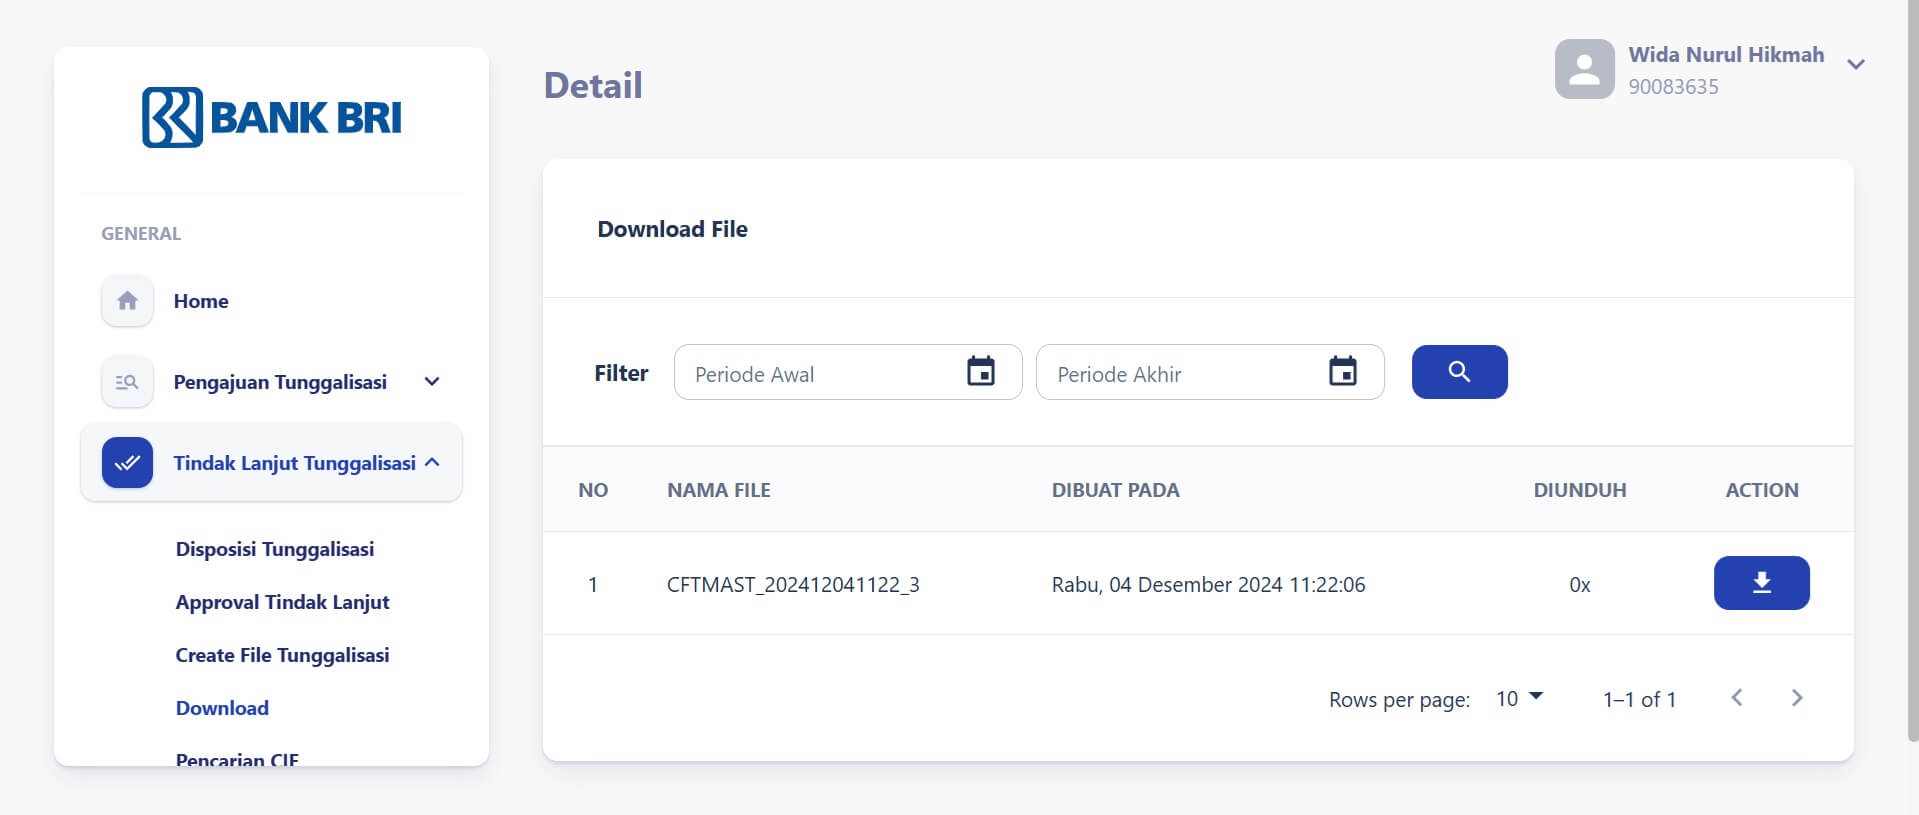 BANK BRI
GENERAL
Home
Pengajuan Tunggalisasi
Tindak Lanjut Tunggalisasi
Disposisi Tunggalisasi
Approval Tindak Lanjut
Create File Tunggalisasi
Download
Pencarian CIF
Detail
Wida Nurul Hikmah
90083635
Download File
Filter Periode Awal Periode Akhir
NO NAMA FILE DIBUAT PADA DIUNDUH ACTION
1 CFTMAST_202412041122_3 Rabu, 04 Desember 2024 11:22:06 0x
Rows per page: 10 1–1 of 1